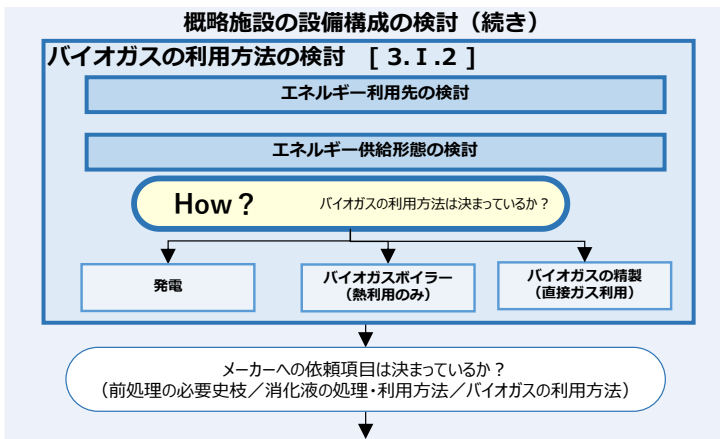 概略施設の設備構成の検討（続き）
バイオガスの利用方法の検討 [ 3.Ⅰ.2 ]
エネルギー利用先の検討
エネルギー供給形態の検討
How？ バイオガスの利用方法は決まっているか？
発電
バイオガスボイラー
（熱利用のみ）
バイオガスの精製
（直接ガス利用）
メーカーへの依頼項目は決まっているか？
（前処理の必要史枝／消化液の処理・利用方法／バイオガスの利用方法）